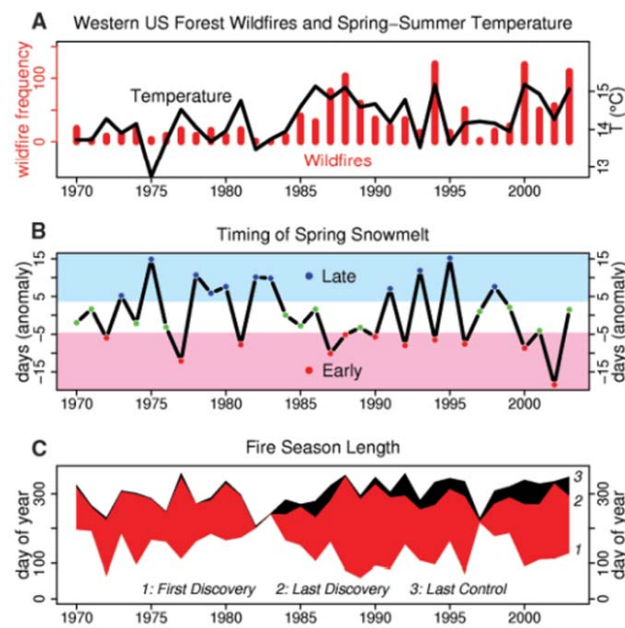 A Western US Forest Wildfires and Spring–Summer Temperature
wildfire frequency
0 100
Temperature
Wildfires
13 14 15
T (°C)
1970 1975 1980 1985 1990 1995 2000
B Timing of Spring Snowmelt
days (anomaly)
−15 −5 5 15
Late
Early
−15 −5 5 15
days (anomaly)
1970 1975 1980 1985 1990 1995 2000
C Fire Season Length
day of year
0 100 300
3
2
1
1: First Discovery 2: Last Discovery 3: Last Control
0 100 300
day of year
1970 1975 1980 1985 1990 1995 2000